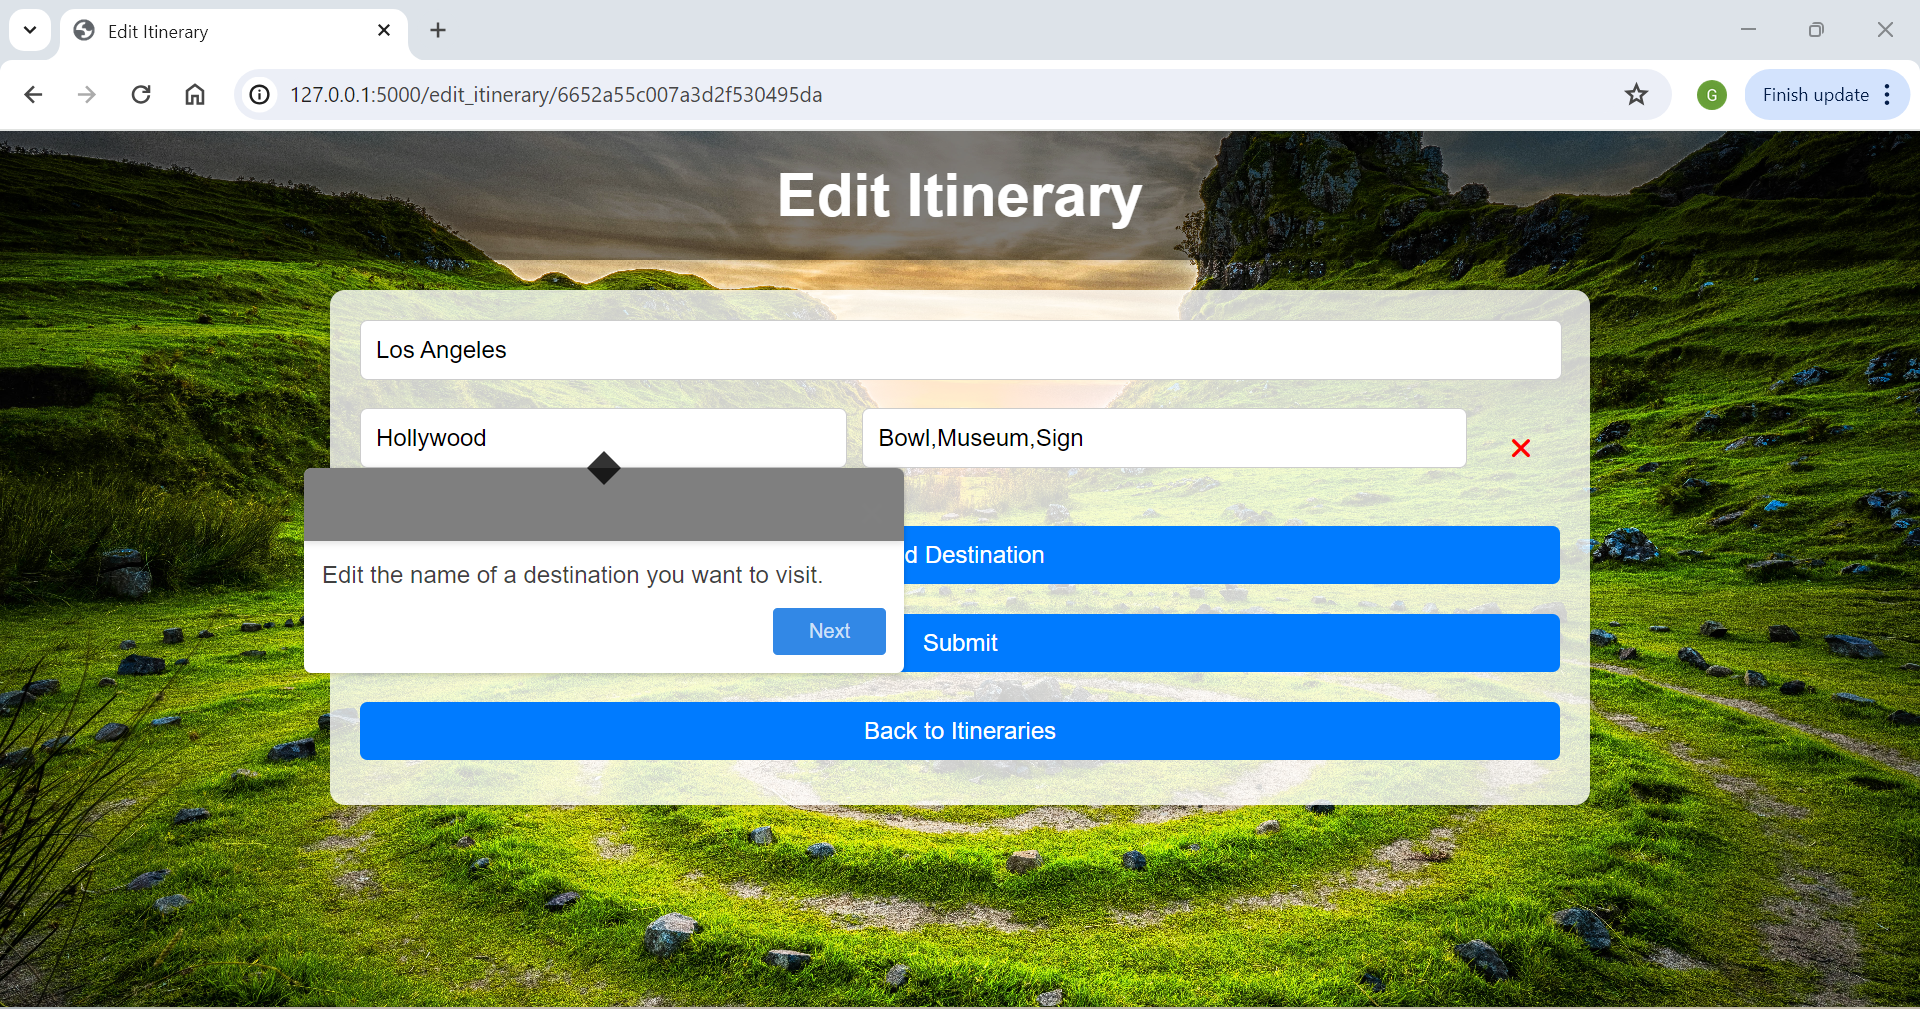 Edit Itinerary
127.0.0.1:5000/edit_itinerary/6652a55c007a3d2f530495da
G
Finish update
Edit Itinerary
Los Angeles
Hollywood
Bowl,Museum,Sign
d Destination
Edit the name of a destination you want to visit.
Next
Submit
Back to Itineraries